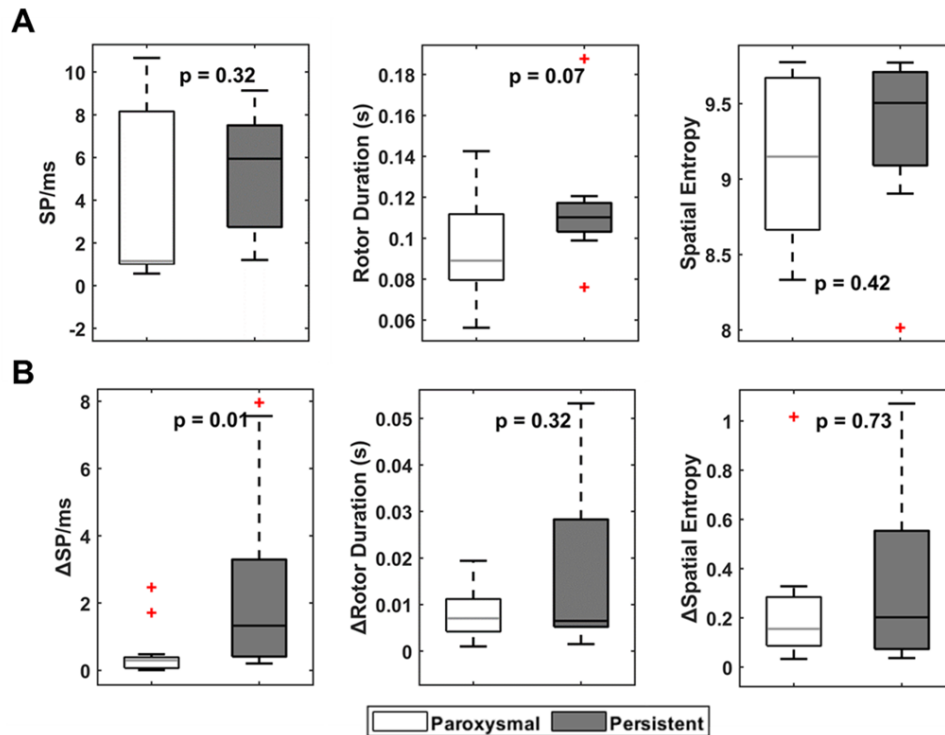 A
SP/ms
10
8
6
4
2
0
-2
p = 0.32
Rotor Duration (s)
0.18
0.16
0.14
0.12
0.1
0.08
0.06
p = 0.07
Spatial Entropy
9.5
9
8.5
8
p = 0.42
B
ΔSP/ms
8
6
4
2
0
p = 0.01
ΔRotor Duration (s)
0.05
0.04
0.03
0.02
0.01
0
p = 0.32
ΔSpatial Entropy
1
0.8
0.6
0.4
0.2
0
p = 0.73
Paroxysmal
Persistent